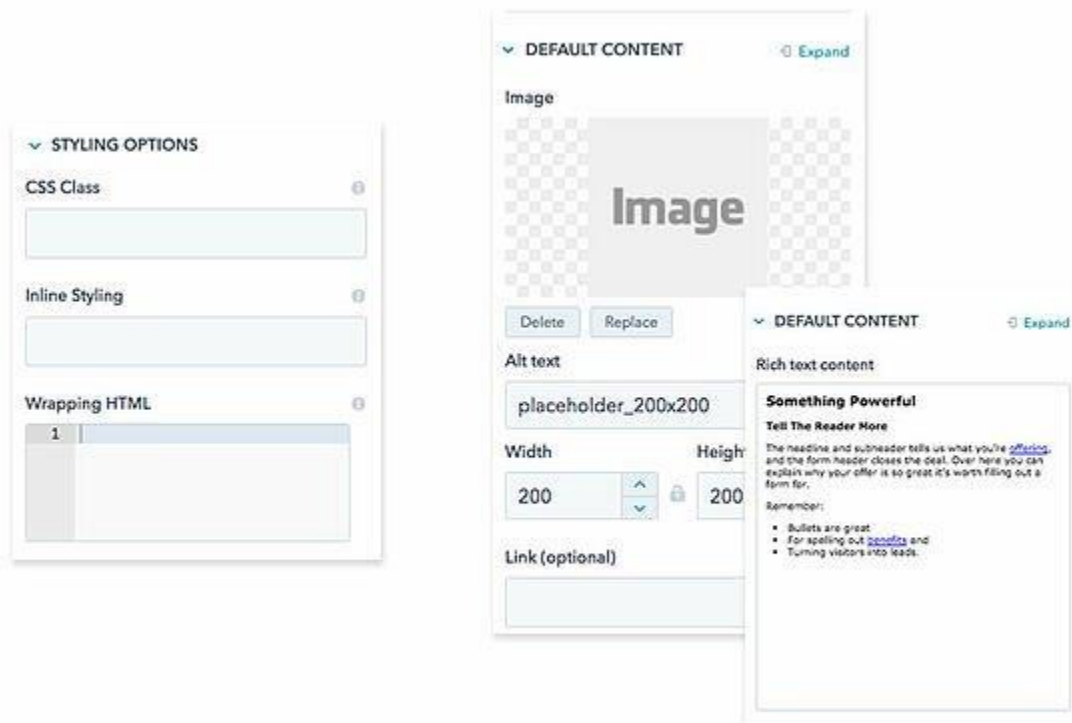 STYLING OPTIONS
CSS Class
Inline Styling
Wrapping HTML
1
DEFAULT CONTENT
Expand
Image
Image
Delete
Replace
Alt text
placeholder_200x200
Width
Heigh
200
200
Link (optional)
DEFAULT CONTENT
Expand
Rich text content
Something Powerful
Tell The Reader More
The headline and subheader tells us what you're offering,
and the form header closes the deal. Over here you can
explain why your offer is so great it's worth filling out a
form for.
Remember:
Bullets are great
For spelling out benefits and
Turning visitors into leads.